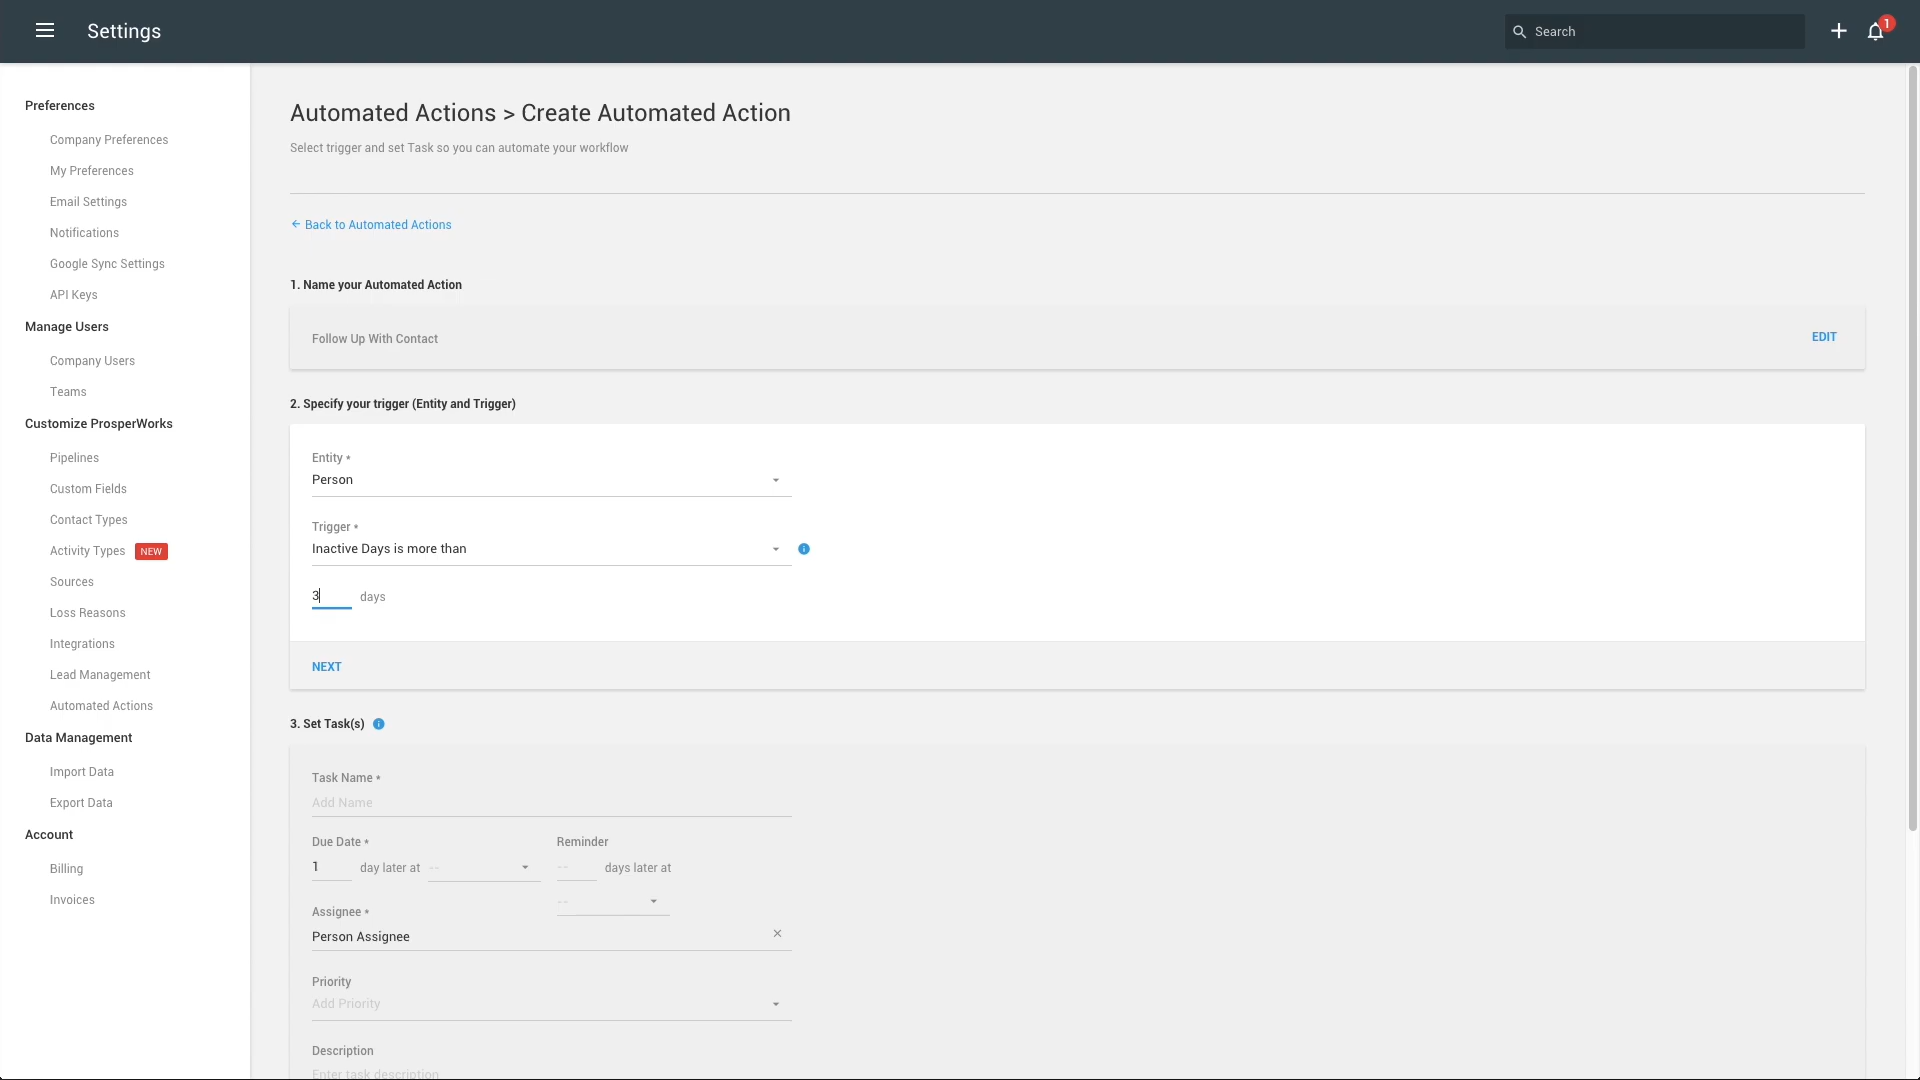 Settings
Search
1
Preferences
Company Preferences
My Preferences
Email Settings
Notifications
Google Sync Settings
API Keys
Manage Users
Company Users
Teams
Customize ProsperWorks
Pipelines
Custom Fields
Contact Types
Activity Types NEW
Sources
Loss Reasons
Integrations
Lead Management
Automated Actions
Data Management
Import Data
Export Data
Account
Billing
Invoices
Automated Actions > Create Automated Action
Select trigger and set Task so you can automate your workflow
← Back to Automated Actions
1. Name your Automated Action
Follow Up With Contact
EDIT
2. Specify your trigger (Entity and Trigger)
Entity *
Person
Trigger *
Inactive Days is more than
3 days
NEXT
3. Set Task(s)
Task Name *
Add Name
Due Date * Reminder
1 day later at -- -- days later at
--
Assignee *
Person Assignee
Priority
Add Priority
Description
Enter task description